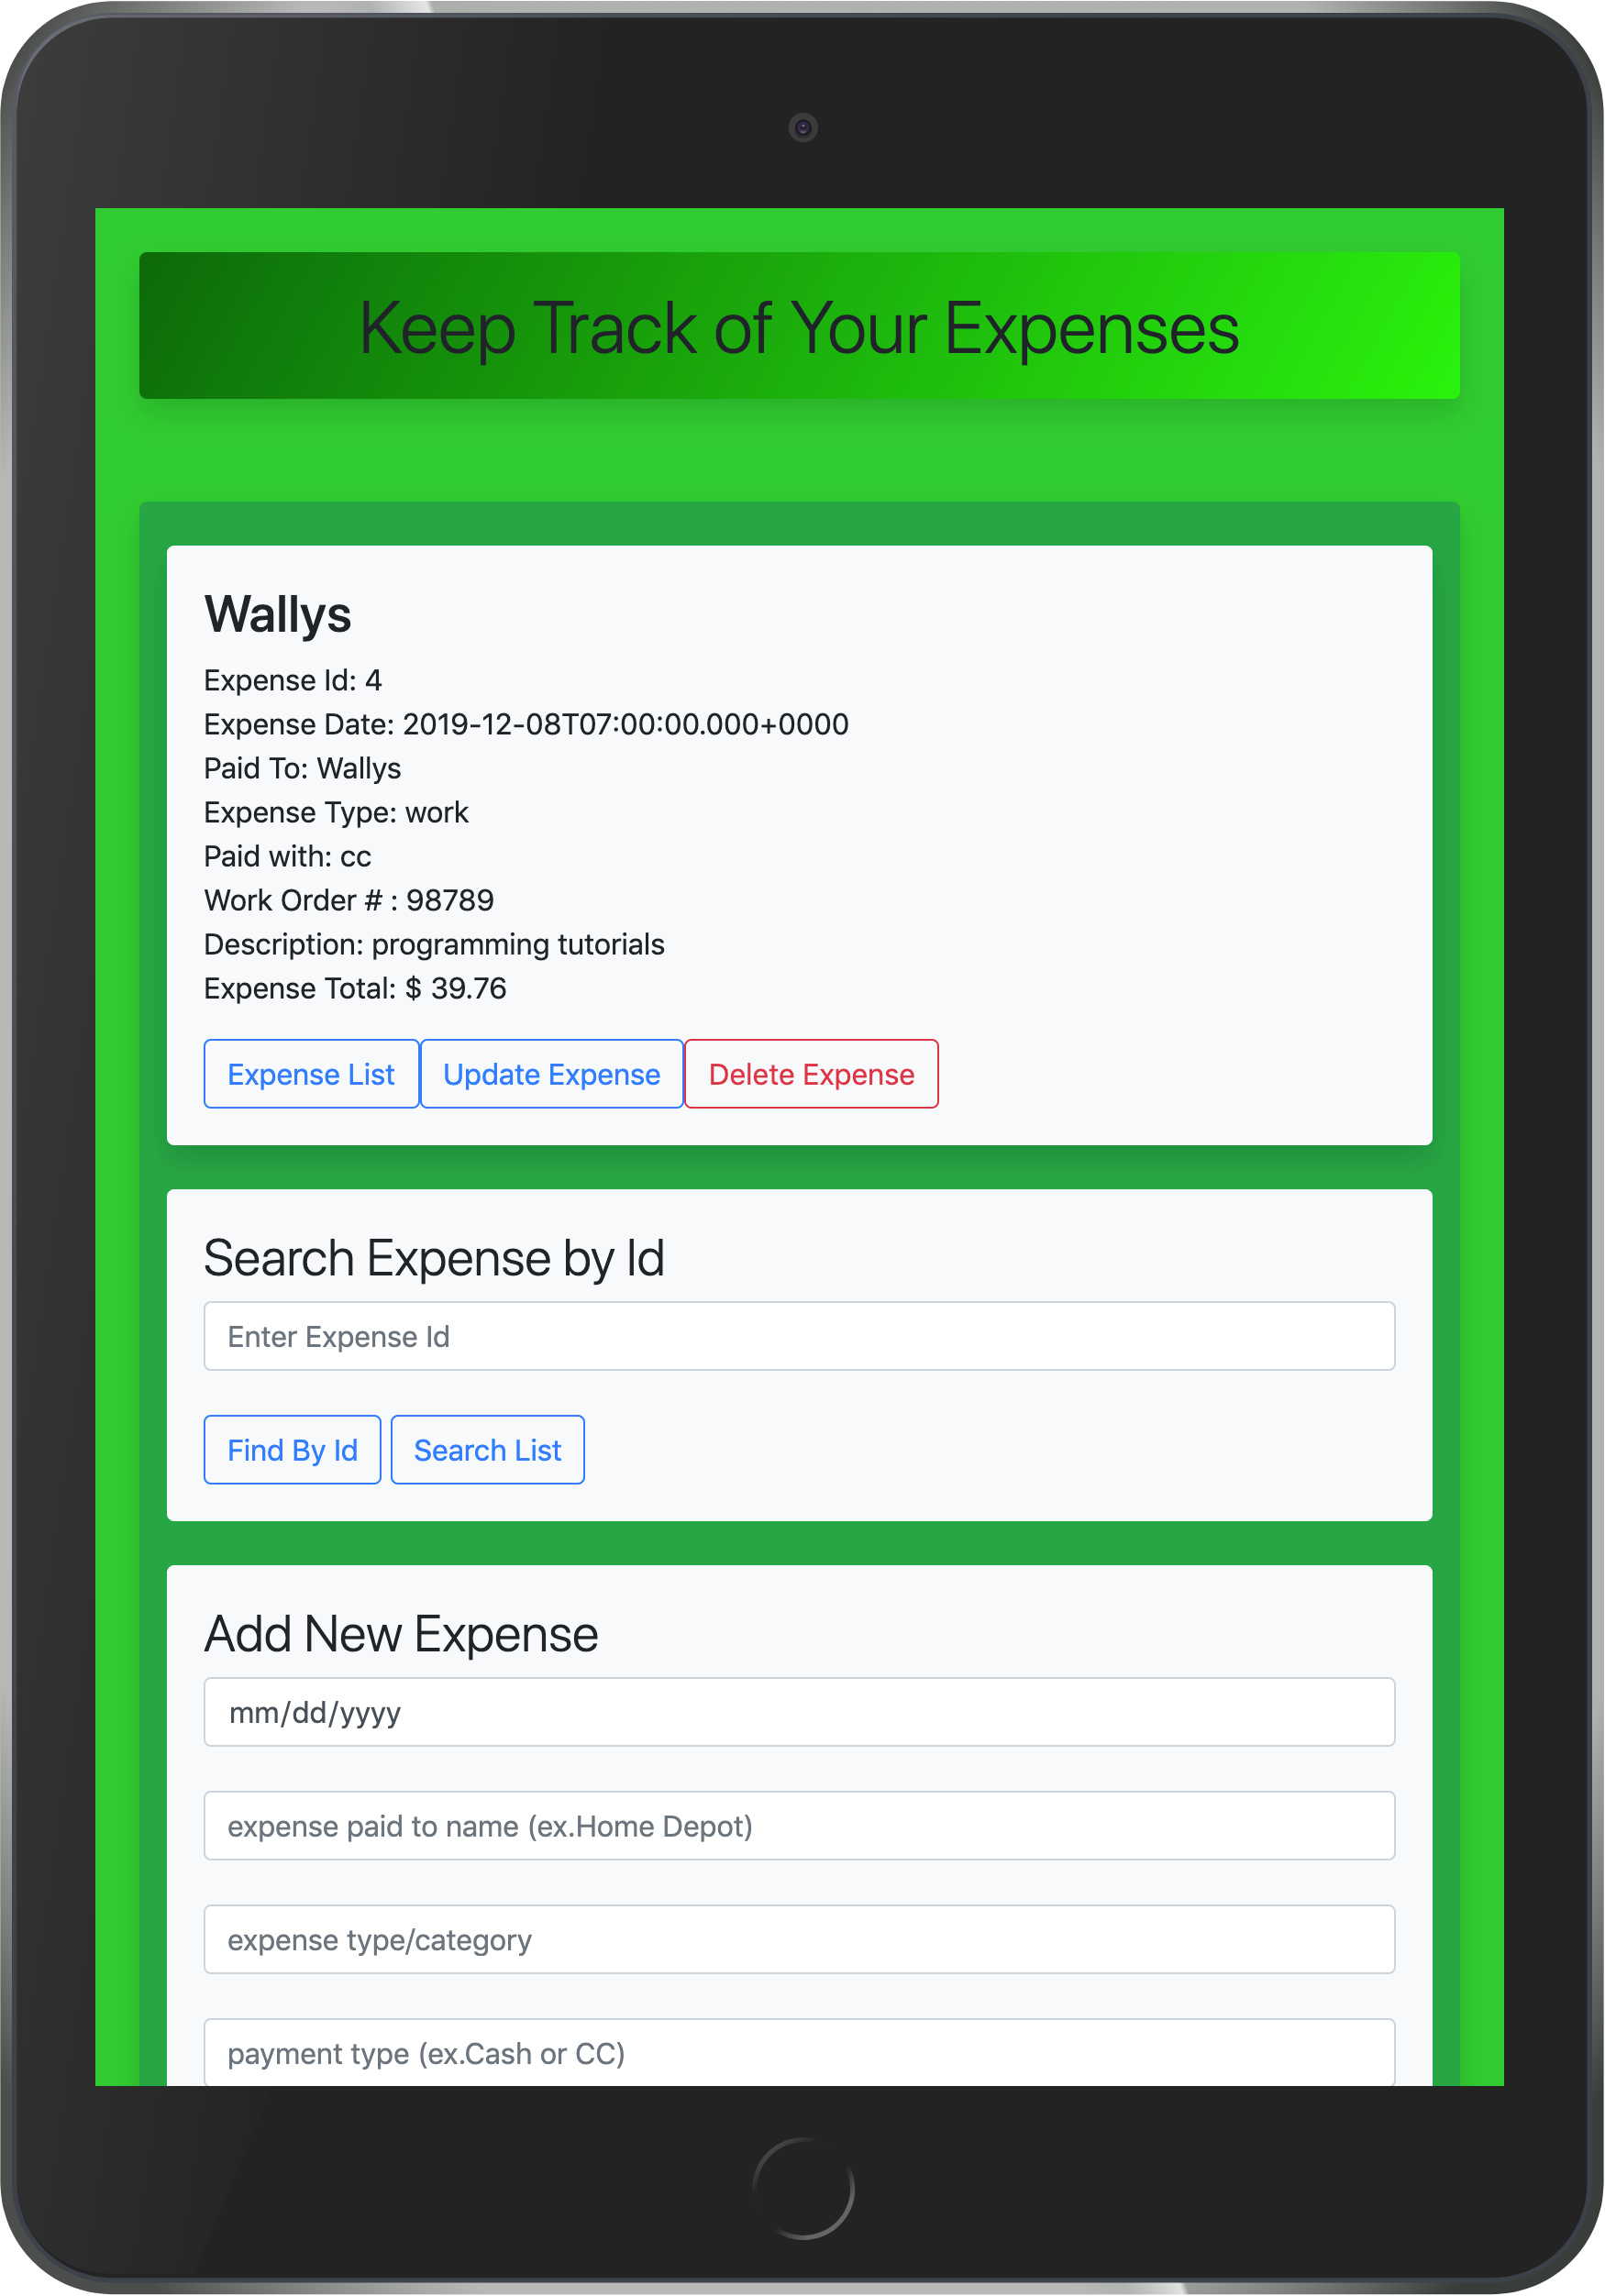 Keep Track of Your Expenses
Wallys
Expense Id: 4
Expense Date: 2019-12-08T07:00:00.000+0000
Paid To: Wallys
Expense Type: work
Paid with: cc
Work Order # : 98789
Description: programming tutorials
Expense Total: $ 39.76
Expense List Update Expense Delete Expense
Search Expense by Id
Enter Expense Id
Find By Id Search List
Add New Expense
mm/dd/yyyy
expense paid to name (ex.Home Depot)
expense type/category
payment type (ex.Cash or CC)